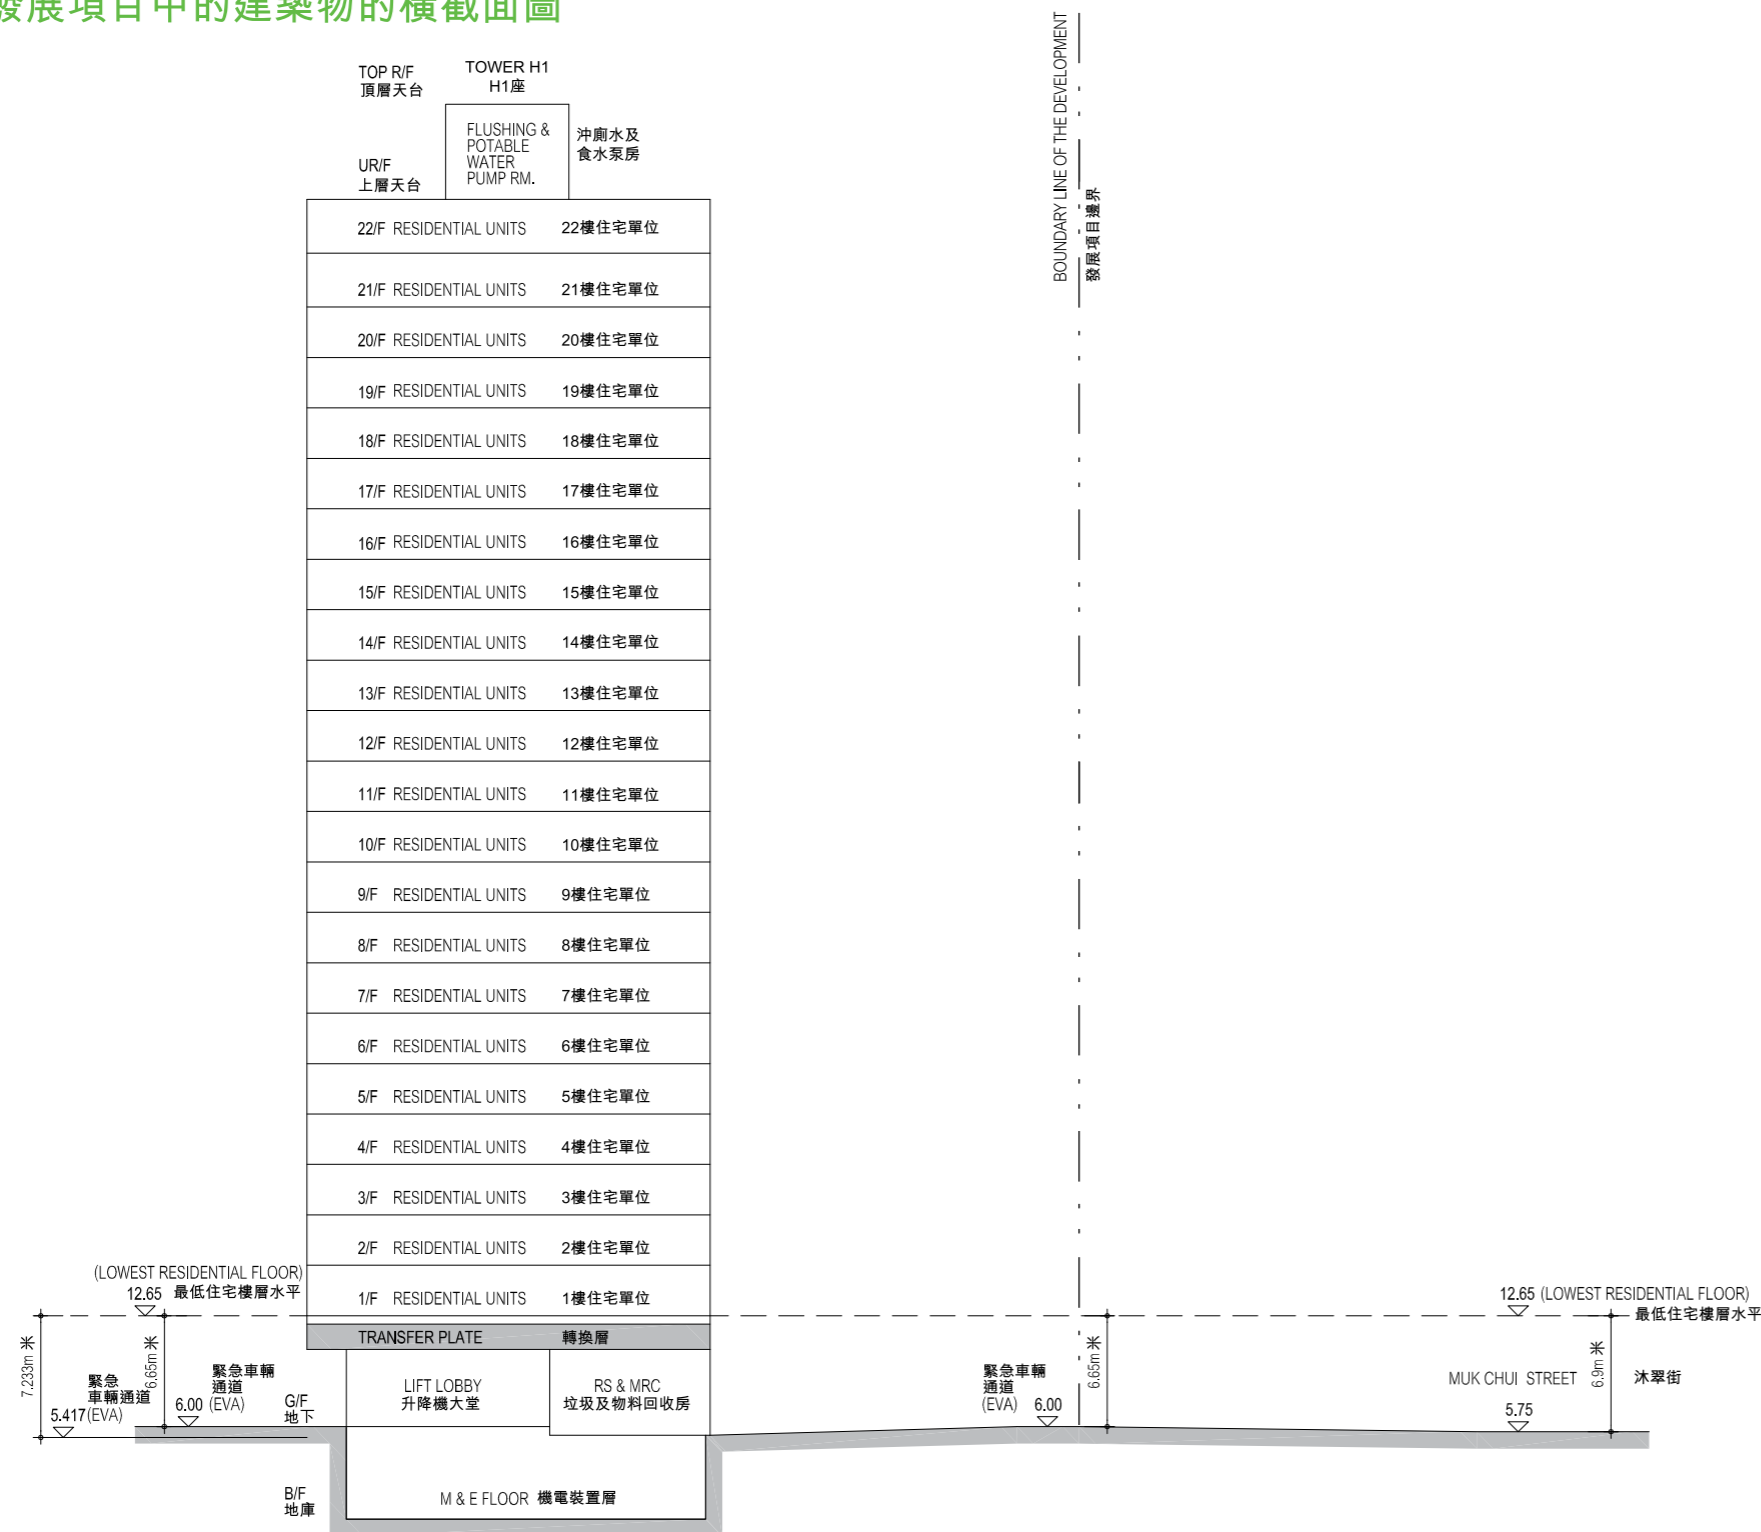 發展項目中的建築物的橫截面圖
TOP R/F
頂層天台
TOWER H1
H1座
FLUSHING &
POTABLE
WATER
PUMP RM.
沖廁水及
食水泵房
UR/F
上層天台
BOUNDARY LINE OF THE DEVELOPMENT
發展項目邊界
22/F RESIDENTIAL UNITS 22樓住宅單位
21/F RESIDENTIAL UNITS 21樓住宅單位
20/F RESIDENTIAL UNITS 20樓住宅單位
19/F RESIDENTIAL UNITS 19樓住宅單位
18/F RESIDENTIAL UNITS 18樓住宅單位
17/F RESIDENTIAL UNITS 17樓住宅單位
16/F RESIDENTIAL UNITS 16樓住宅單位
15/F RESIDENTIAL UNITS 15樓住宅單位
14/F RESIDENTIAL UNITS 14樓住宅單位
13/F RESIDENTIAL UNITS 13樓住宅單位
12/F RESIDENTIAL UNITS 12樓住宅單位
11/F RESIDENTIAL UNITS 11樓住宅單位
10/F RESIDENTIAL UNITS 10樓住宅單位
9/F RESIDENTIAL UNITS 9樓住宅單位
8/F RESIDENTIAL UNITS 8樓住宅單位
7/F RESIDENTIAL UNITS 7樓住宅單位
6/F RESIDENTIAL UNITS 6樓住宅單位
5/F RESIDENTIAL UNITS 5樓住宅單位
4/F RESIDENTIAL UNITS 4樓住宅單位
3/F RESIDENTIAL UNITS 3樓住宅單位
2/F RESIDENTIAL UNITS 2樓住宅單位
1/F RESIDENTIAL UNITS 1樓住宅單位
(LOWEST RESIDENTIAL FLOOR)
12.65 最低住宅樓層水平
12.65 (LOWEST RESIDENTIAL FLOOR)
最低住宅樓層水平
TRANSFER PLATE 轉換層
7.233m 米
6.65m 米
緊急
車輛通道
5.417(EVA)
緊急車輛
通道
6.00 (EVA)
G/F
地下
LIFT LOBBY
升降機大堂
RS & MRC
垃圾及物料回收房
緊急車輛
通道
(EVA) 6.00
6.65m 米
MUK CHUI STREET
6.9m 米
沐翠街
5.75
B/F
地庫
M & E FLOOR 機電裝置層